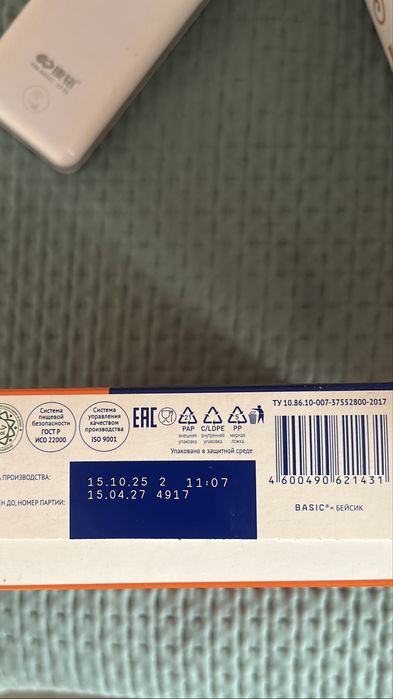 Система
пищевой
безопасности
ГОСТ Р
ИСО 22000
Система
управления
качеством
производства
ISO 9001
EAC
21
PAP
внешняя
упаковка
C/LDPE
внутренняя
упаковка
5
PP
мерная
ложка
Упаковано в защитной среде
ТУ 10.86.10-007-37552800-2017
4 600490 621431
BASIC®= БЕЙСИК
ПРОИЗВОДСТВА:
15.10.25 2 11:07
ДО, НОМЕР ПАРТИИ:
15.04.27 4917